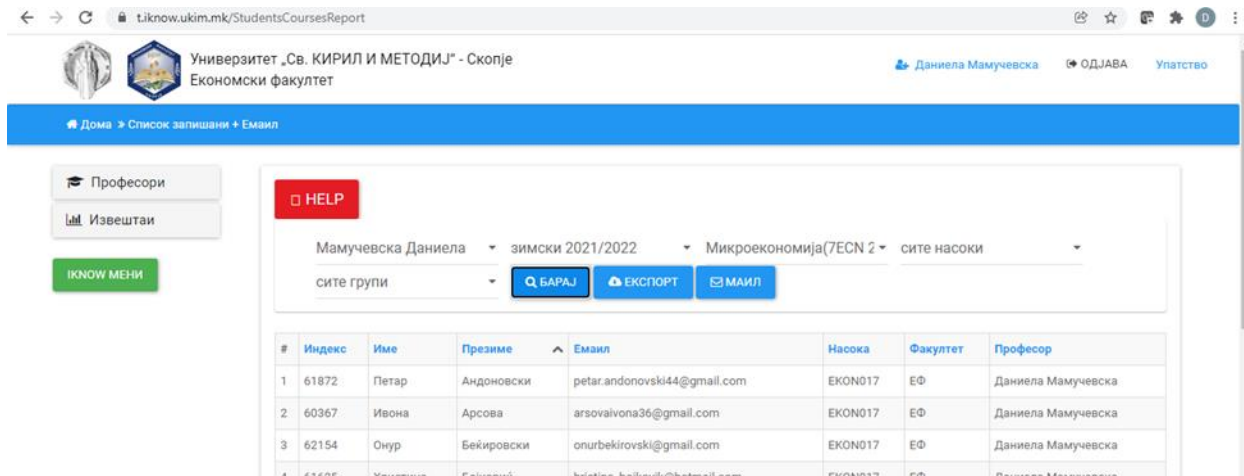 t.iknow.ukim.mk/StudentsCoursesReport
D
Универзитет „Св. КИРИЛ И МЕТОДИЈ" - Скопје
Економски факултет
Даниела Мамучевска ОДЈАВА Упатство
Дома » Список запишани + Емаил
Професори
Извештаи
IKNOW МЕНИ
HELP
Мамучевска Даниела зимски 2021/2022 Микроекономија(7ECN 2 сите насоки
сите групи БАРАЈ ЕКСПОРТ МАИЛ
# Индекс Име Презиме Емаил Насока Факултет Професор
1 61872 Петар Андоновски petar.andonovski44@gmail.com EKON017 ЕФ Даниела Мамучевска
2 60367 Ивона Арсова arsovaivona36@gmail.com EKON017 ЕФ Даниела Мамучевска
3 62154 Онур Беќировски onurbekirovski@gmail.com EKON017 ЕФ Даниела Мамучевска